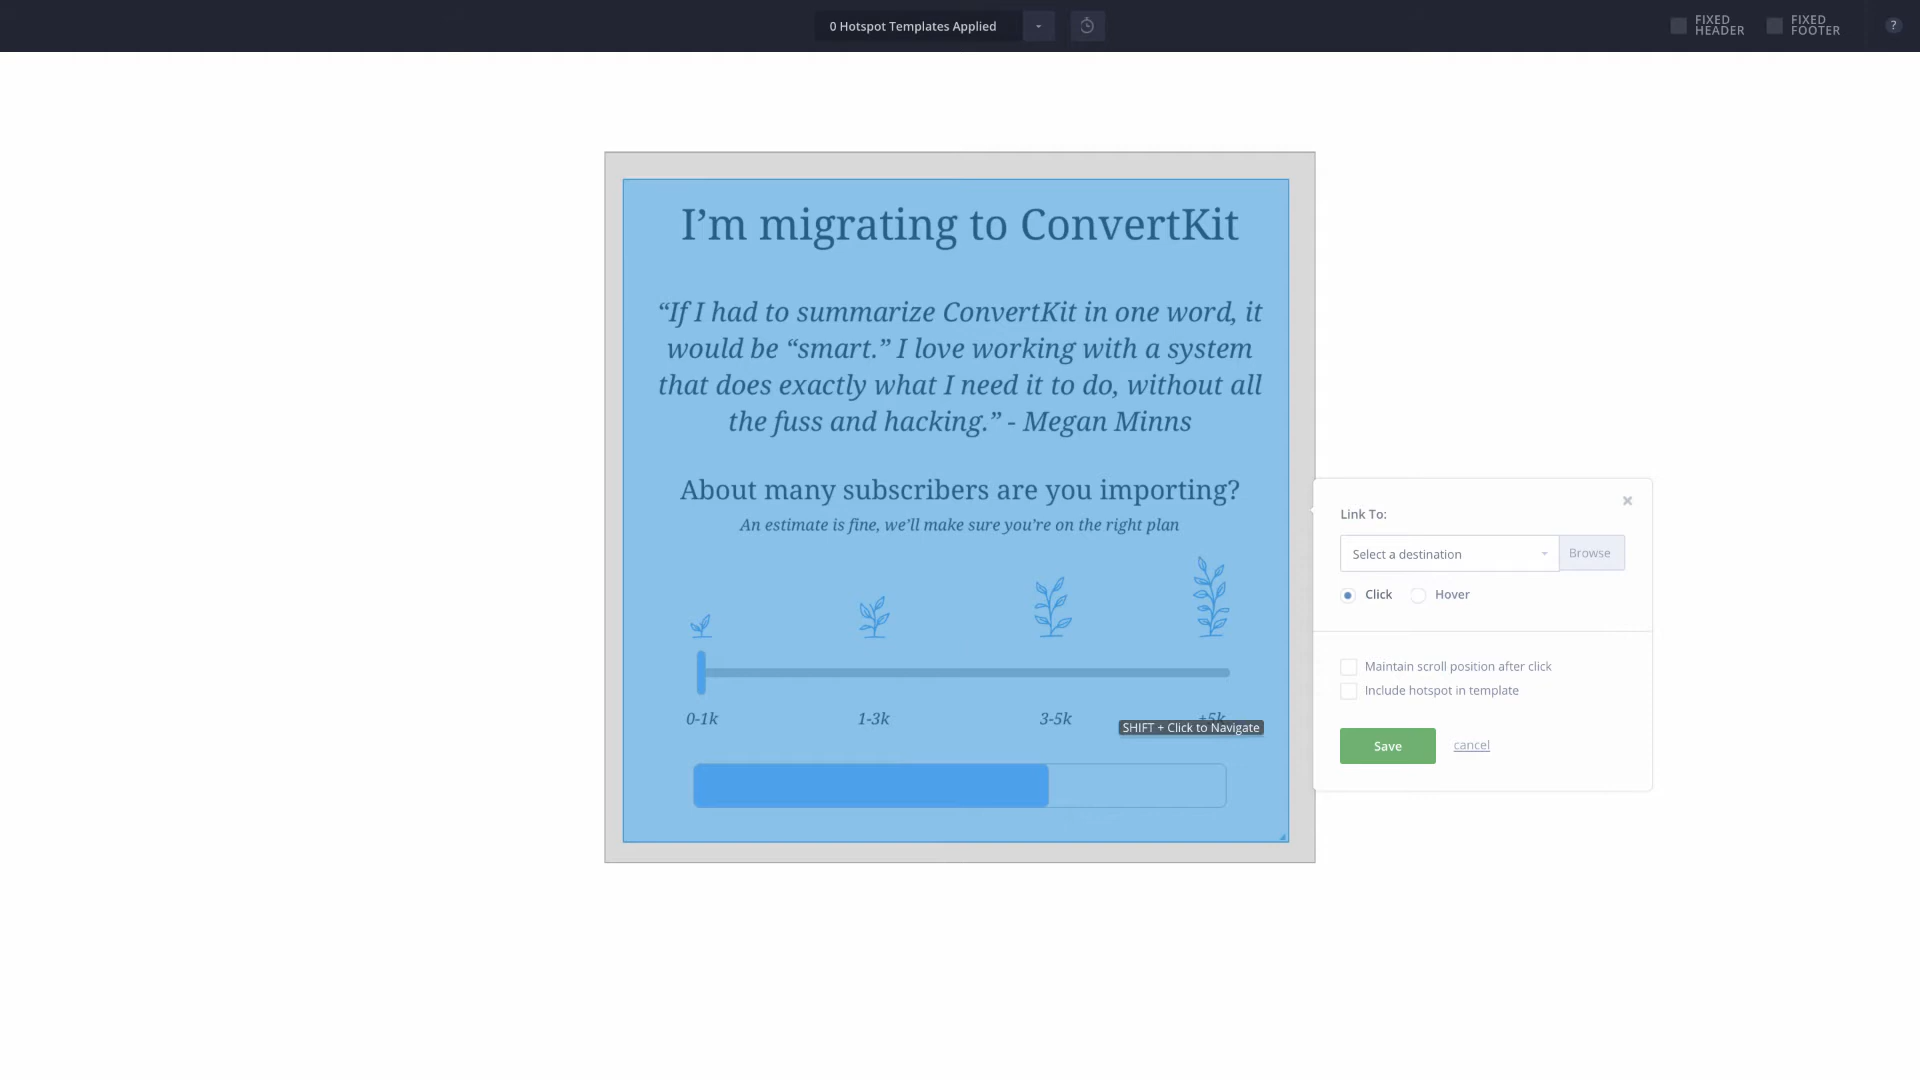 0 Hotspot Templates Applied
FIXED
HEADER
FIXED
FOOTER
?
I’m migrating to ConvertKit
“If I had to summarize ConvertKit in one word, it
would be “smart.” I love working with a system
that does exactly what I need it to do, without all
the fuss and hacking.” - Megan Minns
About many subscribers are you importing?
An estimate is fine, we’ll make sure you’re on the right plan
0-1k 1-3k 3-5k +5k
SHIFT + Click to Navigate
Link To:
Select a destination Browse
Click Hover
Maintain scroll position after click
Include hotspot in template
Save cancel